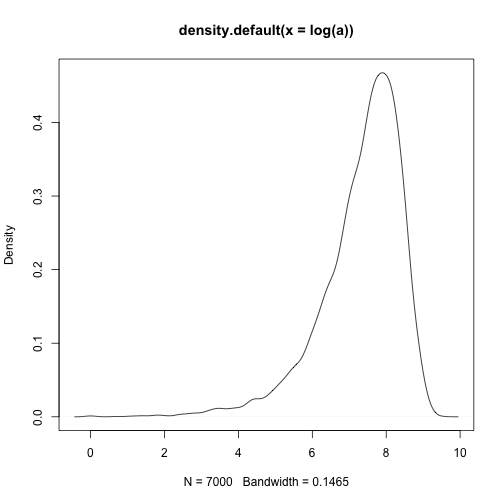 density.default(x = log(a))
Density
0.4
0.3
0.2
0.1
0.0
0 2 4 6 8 10
N = 7000 Bandwidth = 0.1465